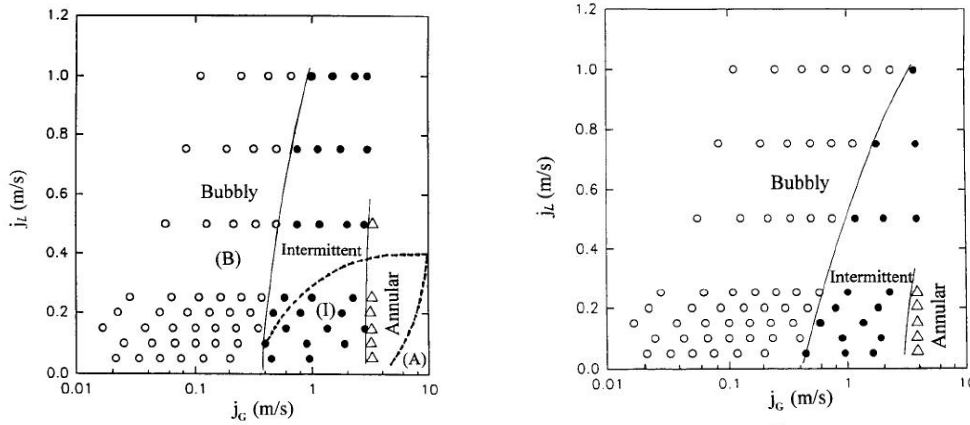 1.2
1.0
0.8
0.6
0.4
0.2
0.0
j_L (m/s)
Bubbly
(B)
Intermittent
(I)
Annular
(A)
0.01 0.1 1 10
j_G (m/s)
1.2
1.0
0.8
0.6
0.4
0.2
0.0
j_L (m/s)
Bubbly
Intermittent
Annular
0.01 0.1 1 10
j_G (m/s)